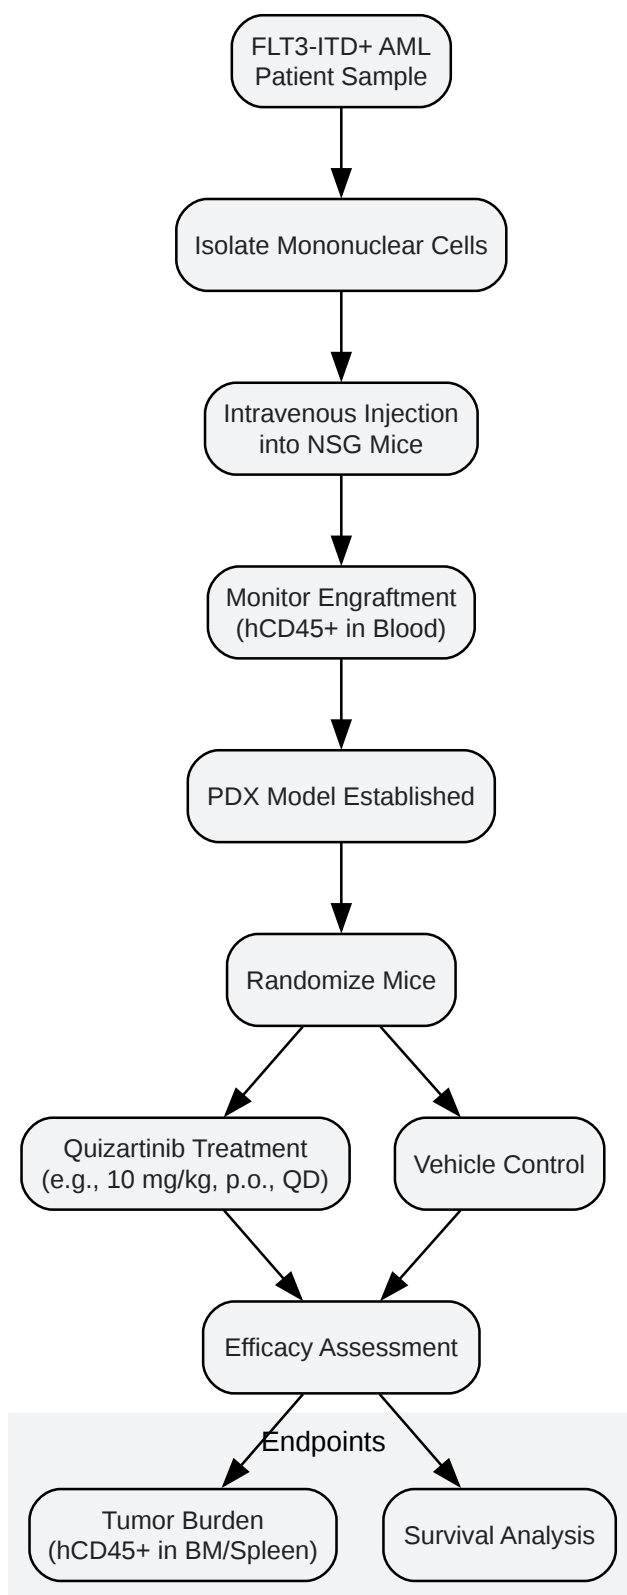 FLT3-ITD+ AML
Patient Sample
Isolate Mononuclear Cells
Intravenous Injection
into NSG Mice
Monitor Engraftment
(hCD45+ in Blood)
PDX Model Established
Randomize Mice
Quizartinib Treatment
(e.g., 10 mg/kg, p.o., QD)
Vehicle Control
Efficacy Assessment
Endpoints
Tumor Burden
(hCD45+ in BM/Spleen)
Survival Analysis